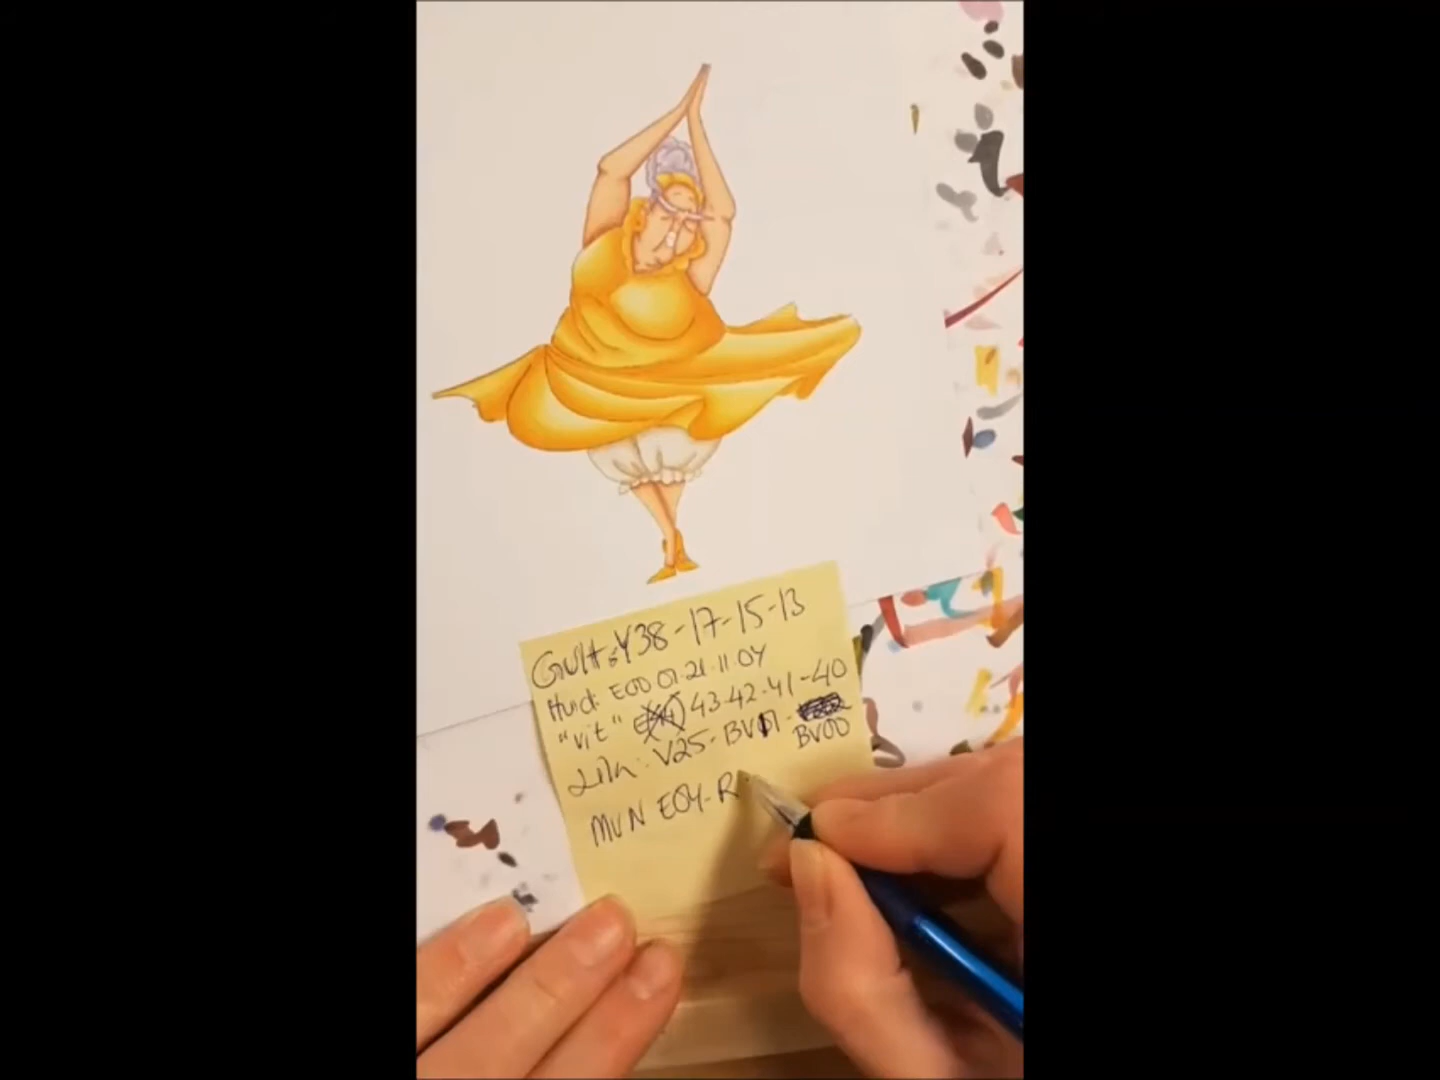 Gult: Y38-17-15-13
Hud: E00 01.21.11.04
"vit" 43-42-41-40
Lila: V25-BV01- BV00
MUN E04-R